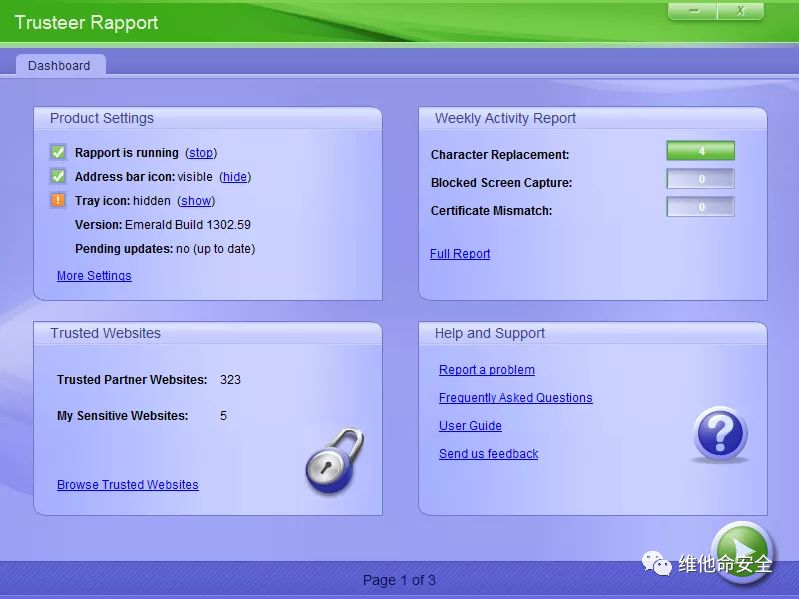 Trusteer Rapport
Dashboard
Product Settings
Rapport is running (stop)
Address bar icon: visible (hide)
Tray icon: hidden (show)
Version: Emerald Build 1302.59
Pending updates: no (up to date)
More Settings
Weekly Activity Report
Character Replacement: 4
Blocked Screen Capture: 0
Certificate Mismatch: 0
Full Report
Trusted Websites
Trusted Partner Websites: 323
My Sensitive Websites: 5
Browse Trusted Websites
Help and Support
Report a problem
Frequently Asked Questions
User Guide
Send us feedback
维他命安全
Page 1 of 3